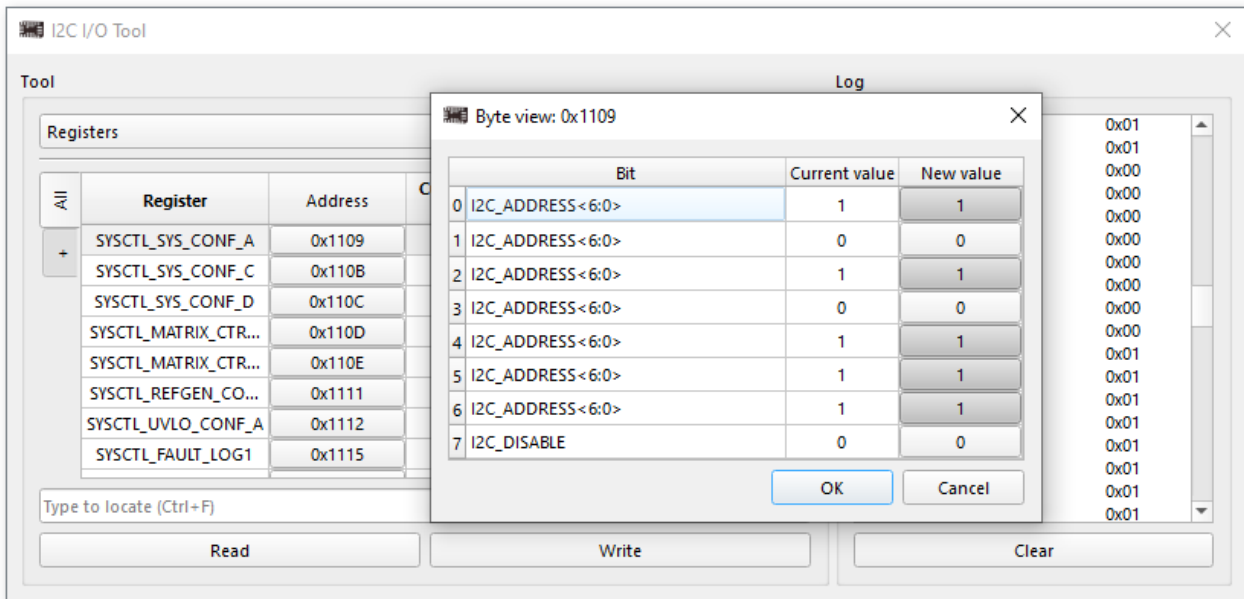 I2C I/O Tool
Tool
Log
Registers
All
+
Register Address C
SYSCTL_SYS_CONF_A 0x1109
SYSCTL_SYS_CONF_C 0x110B
SYSCTL_SYS_CONF_D 0x110C
SYSCTL_MATRIX_CTR... 0x110D
SYSCTL_MATRIX_CTR... 0x110E
SYSCTL_REFGEN_CO... 0x1111
SYSCTL_UVLO_CONF_A 0x1112
SYSCTL_FAULT_LOG1 0x1115
Type to locate (Ctrl+F)
Read
Write
Byte view: 0x1109
Bit Current value New value
0 I2C_ADDRESS<6:0> 1 1
1 I2C_ADDRESS<6:0> 0 0
2 I2C_ADDRESS<6:0> 1 1
3 I2C_ADDRESS<6:0> 0 0
4 I2C_ADDRESS<6:0> 1 1
5 I2C_ADDRESS<6:0> 1 1
6 I2C_ADDRESS<6:0> 1 1
7 I2C_DISABLE 0 0
OK Cancel
0x01
0x01
0x00
0x00
0x00
0x00
0x00
0x00
0x00
0x00
0x01
0x01
0x01
0x01
0x01
0x01
0x01
0x01
Clear